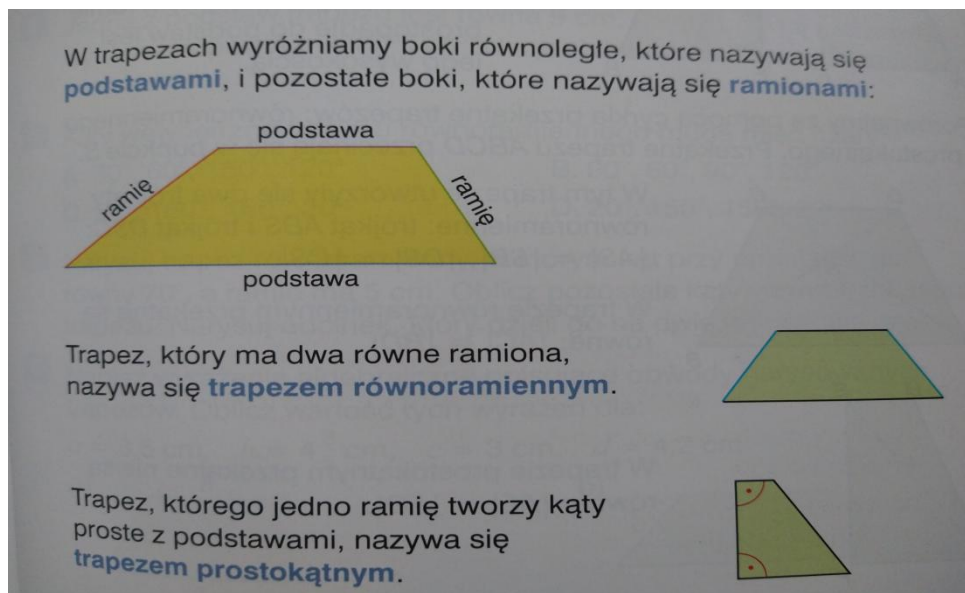 W trapezach wyróżniamy boki równoległe, które nazywają się
podstawami, i pozostałe boki, które nazywają się ramionami:
podstawa
ramię
ramię
podstawa
Trapez, który ma dwa równe ramiona,
nazywa się trapezem równoramiennym.
Trapez, którego jedno ramię tworzy kąty
proste z podstawami, nazywa się
trapezem prostokątnym.